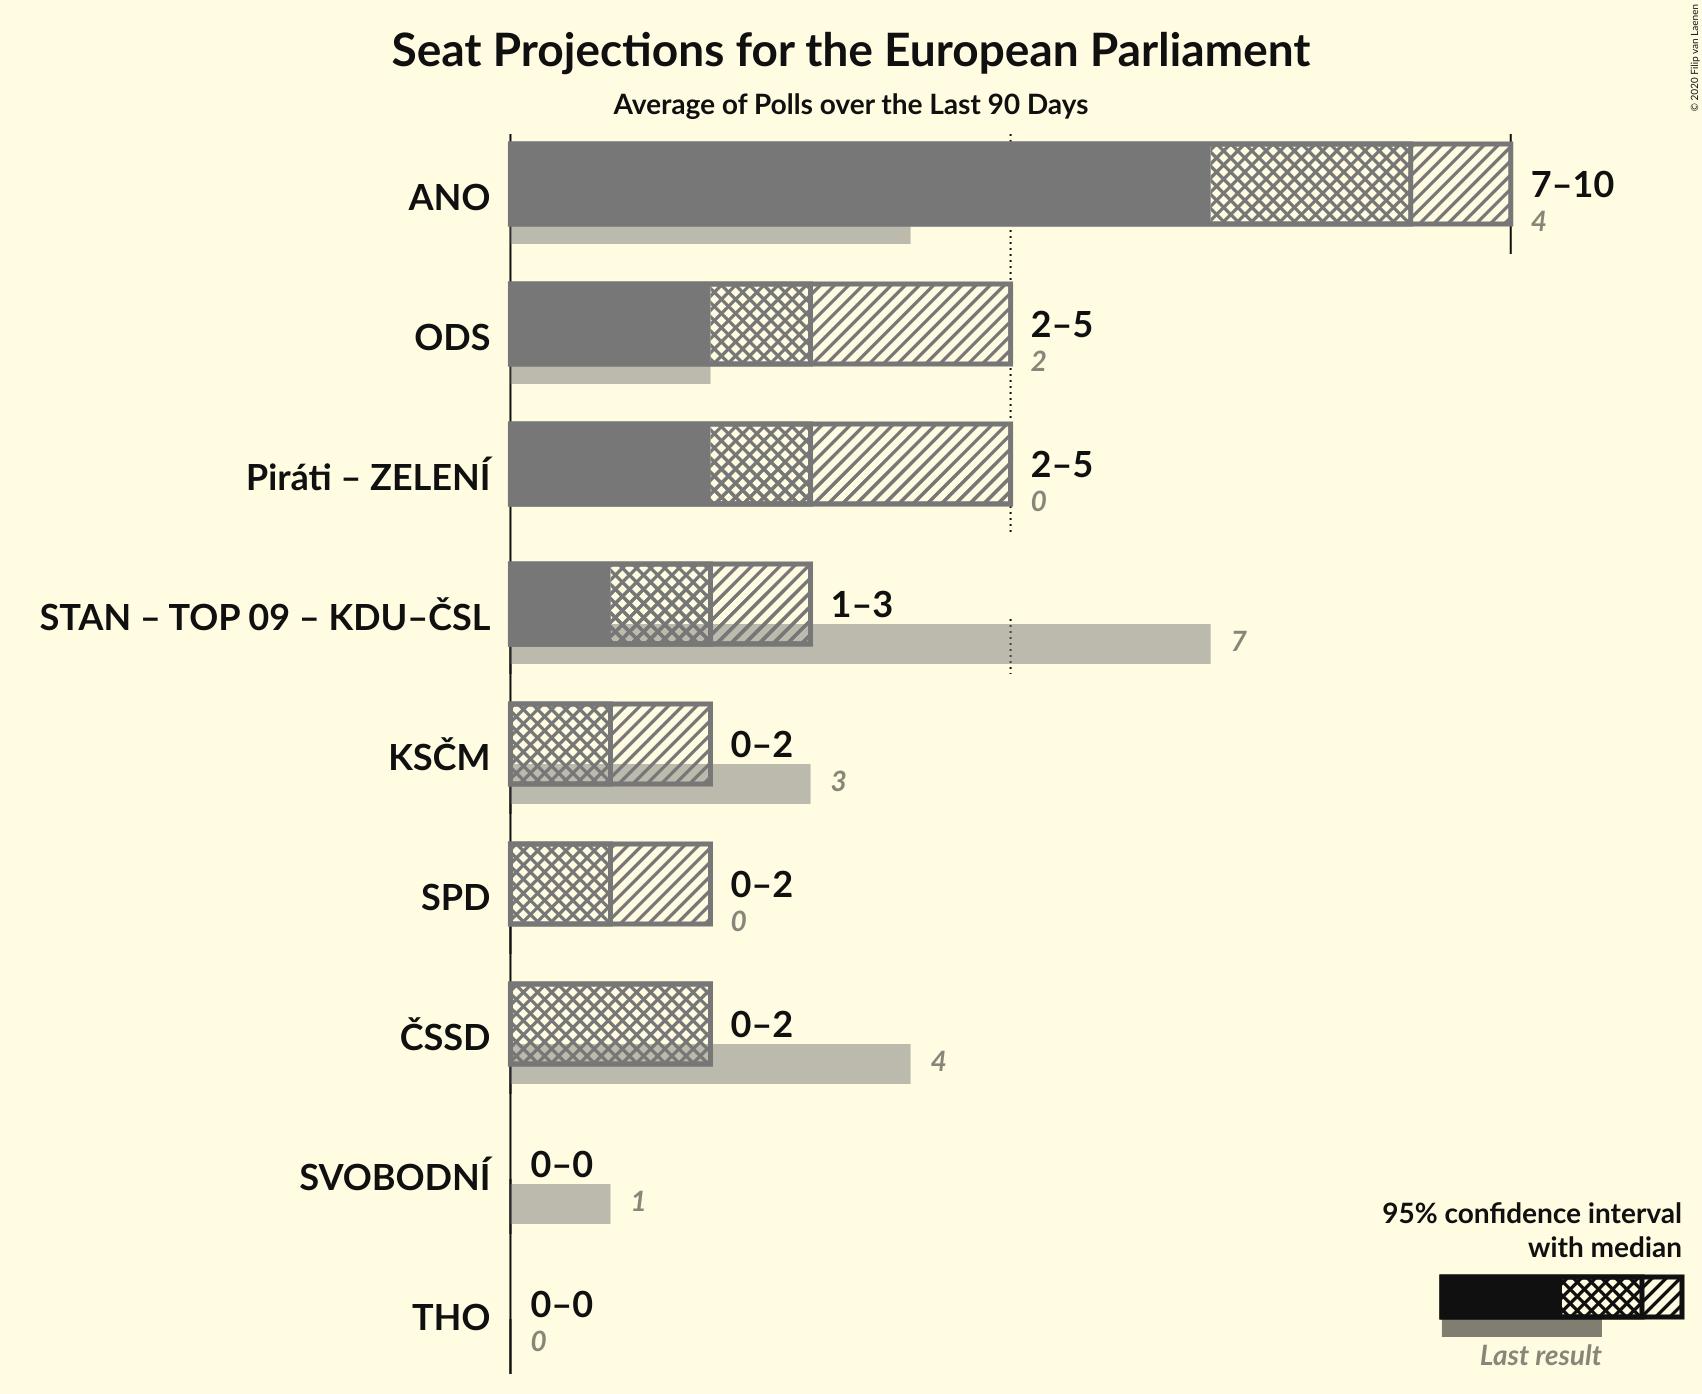 Seat Projections for the European Parliament
Average of Polls over the Last 90 Days
© 2020 Filip van Laenen
ANO
7–10
4
ODS
2–5
2
Piráti – ZELENÍ
2–5
0
STAN – TOP 09 – KDU–ČSL
1–3
7
KSČM
0–2
3
SPD
0–2
0
ČSSD
0–2
4
SVOBODNÍ
0–0
1
THO
0–0
0
95% confidence interval
with median
Last result